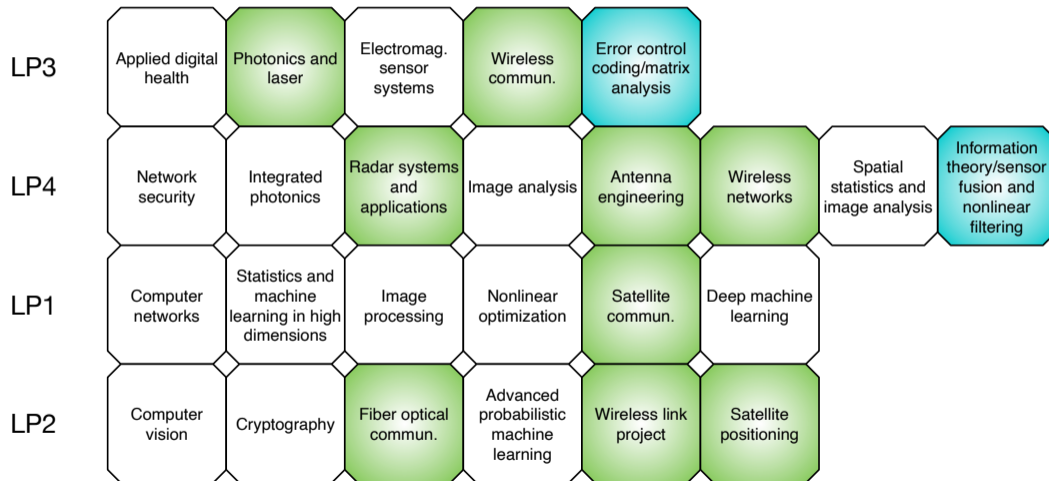 LP3
Applied digital
health
Photonics and
laser
Electromag.
sensor
systems
Wireless
commun.
Error control
coding/matrix
analysis
LP4
Network
security
Integrated
photonics
Radar systems
and
applications
Image analysis
Antenna
engineering
Wireless
networks
Spatial
statistics and
image analysis
Information
theory/sensor
fusion and
nonlinear
filtering
LP1
Computer
networks
Statistics and
machine
learning in high
dimensions
Image
processing
Nonlinear
optimization
Satellite
commun.
Deep machine
learning
LP2
Computer
vision
Cryptography
Fiber optical
commun.
Advanced
probabilistic
machine
learning
Wireless link
project
Satellite
positioning